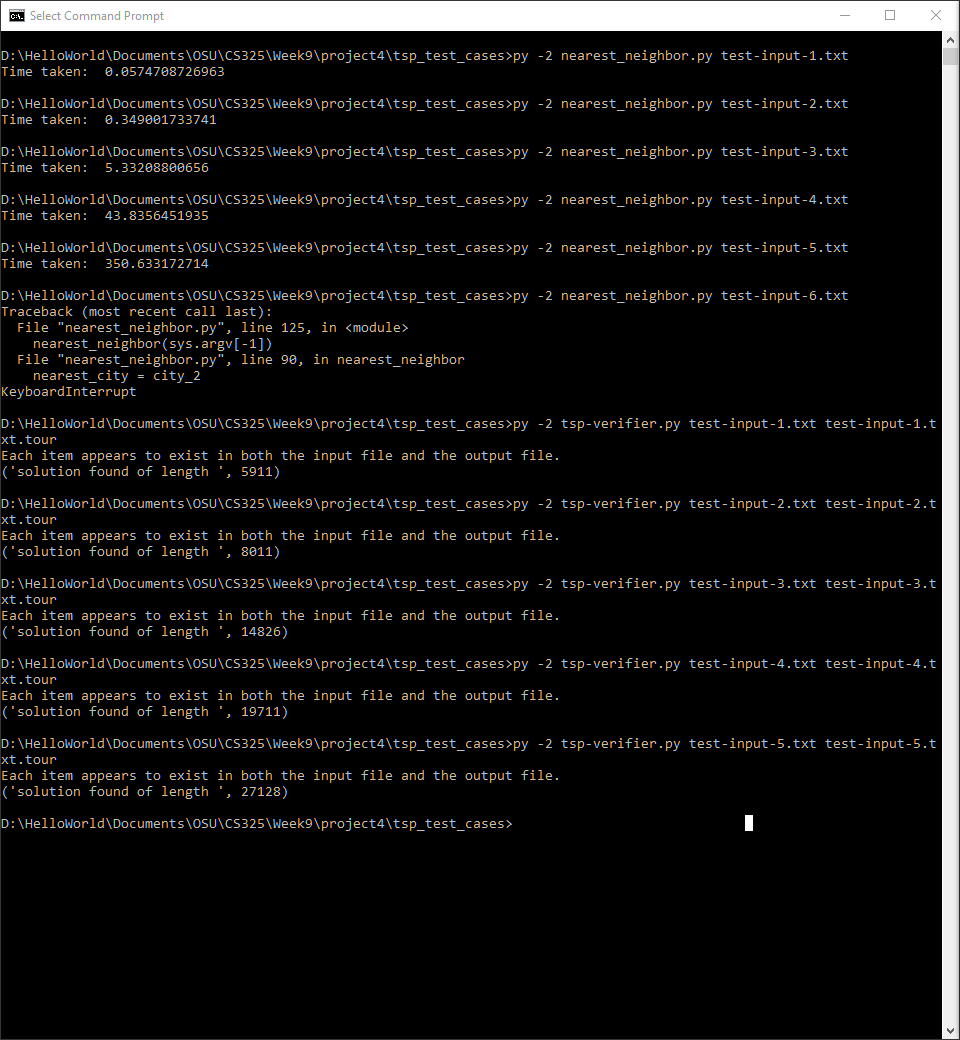 Select Command Prompt
D:\HelloWorld\Documents\OSU\CS325\Week9\project4\tsp_test_cases>py -2 nearest_neighbor.py test-input-1.txt
Time taken:  0.0574708726963
D:\HelloWorld\Documents\OSU\CS325\Week9\project4\tsp_test_cases>py -2 nearest_neighbor.py test-input-2.txt
Time taken:  0.349001733741
D:\HelloWorld\Documents\OSU\CS325\Week9\project4\tsp_test_cases>py -2 nearest_neighbor.py test-input-3.txt
Time taken:  5.33208800656
D:\HelloWorld\Documents\OSU\CS325\Week9\project4\tsp_test_cases>py -2 nearest_neighbor.py test-input-4.txt
Time taken:  43.8356451935
D:\HelloWorld\Documents\OSU\CS325\Week9\project4\tsp_test_cases>py -2 nearest_neighbor.py test-input-5.txt
Time taken:  350.633172714
D:\HelloWorld\Documents\OSU\CS325\Week9\project4\tsp_test_cases>py -2 nearest_neighbor.py test-input-6.txt
Traceback (most recent call last):
  File "nearest_neighbor.py", line 125, in <module>
    nearest_neighbor(sys.argv[-1])
  File "nearest_neighbor.py", line 90, in nearest_neighbor
    nearest_city = city_2
KeyboardInterrupt
D:\HelloWorld\Documents\OSU\CS325\Week9\project4\tsp_test_cases>py -2 tsp-verifier.py test-input-1.txt test-input-1.t
xt.tour
Each item appears to exist in both the input file and the output file.
('solution found of length ', 5911)
D:\HelloWorld\Documents\OSU\CS325\Week9\project4\tsp_test_cases>py -2 tsp-verifier.py test-input-2.txt test-input-2.t
xt.tour
Each item appears to exist in both the input file and the output file.
('solution found of length ', 8011)
D:\HelloWorld\Documents\OSU\CS325\Week9\project4\tsp_test_cases>py -2 tsp-verifier.py test-input-3.txt test-input-3.t
xt.tour
Each item appears to exist in both the input file and the output file.
('solution found of length ', 14826)
D:\HelloWorld\Documents\OSU\CS325\Week9\project4\tsp_test_cases>py -2 tsp-verifier.py test-input-4.txt test-input-4.t
xt.tour
Each item appears to exist in both the input file and the output file.
('solution found of length ', 19711)
D:\HelloWorld\Documents\OSU\CS325\Week9\project4\tsp_test_cases>py -2 tsp-verifier.py test-input-5.txt test-input-5.t
xt.tour
Each item appears to exist in both the input file and the output file.
('solution found of length ', 27128)
D:\HelloWorld\Documents\OSU\CS325\Week9\project4\tsp_test_cases>